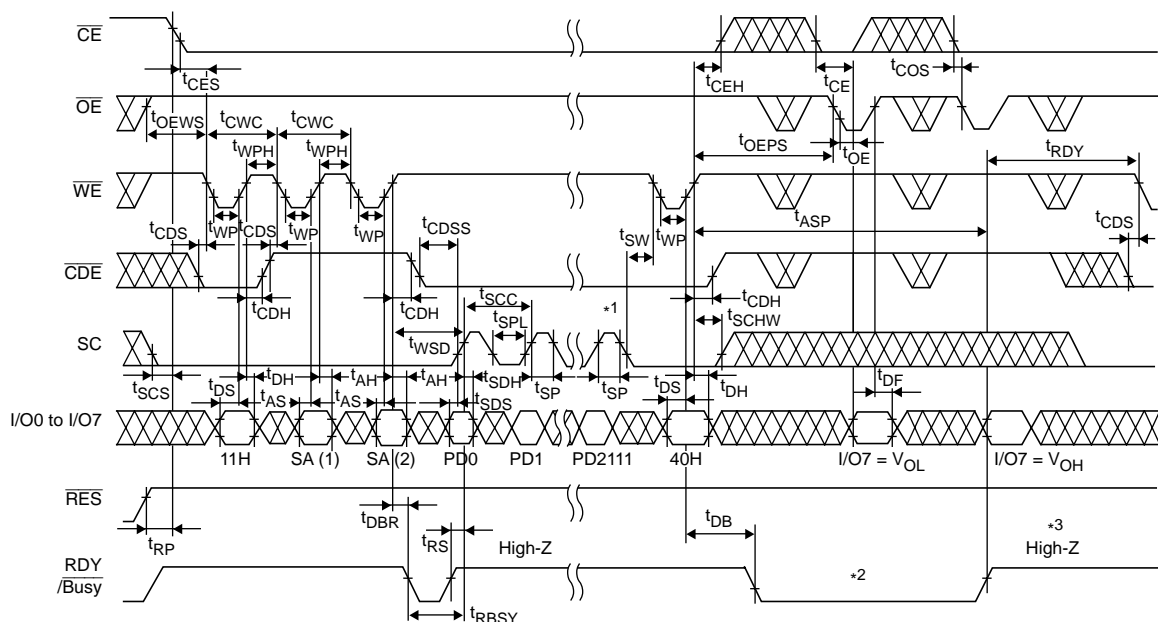 CE
tCES
tCEH
tCE
tCOS
OE
tOEWS
tCWC
tCWC
tWPH
tWPH
tOEPS
tOE
tRDY
WE
tCDS
tWP
tCDS
tWP
tWP
tCDSS
tSW
tWP
tASP
tCDS
CDE
tCDH
tCDH
tSCC
tSPL
*1
tCDH
tSCHW
SC
tWSD
tSCS
tDS
tDH
tAS
tAH
tAS
tAH
tSDH
tSDS
tSP
tSP
tDS
tDH
tDF
I/O0 to I/O7
11H
SA (1)
SA (2)
PD0
PD1
PD2111
40H
I/O7 = VOL
I/O7 = VOH
RES
tRP
tDBR
tRS
High-Z
tDB
*3
High-Z
RDY
/Busy
*2
tRBSY